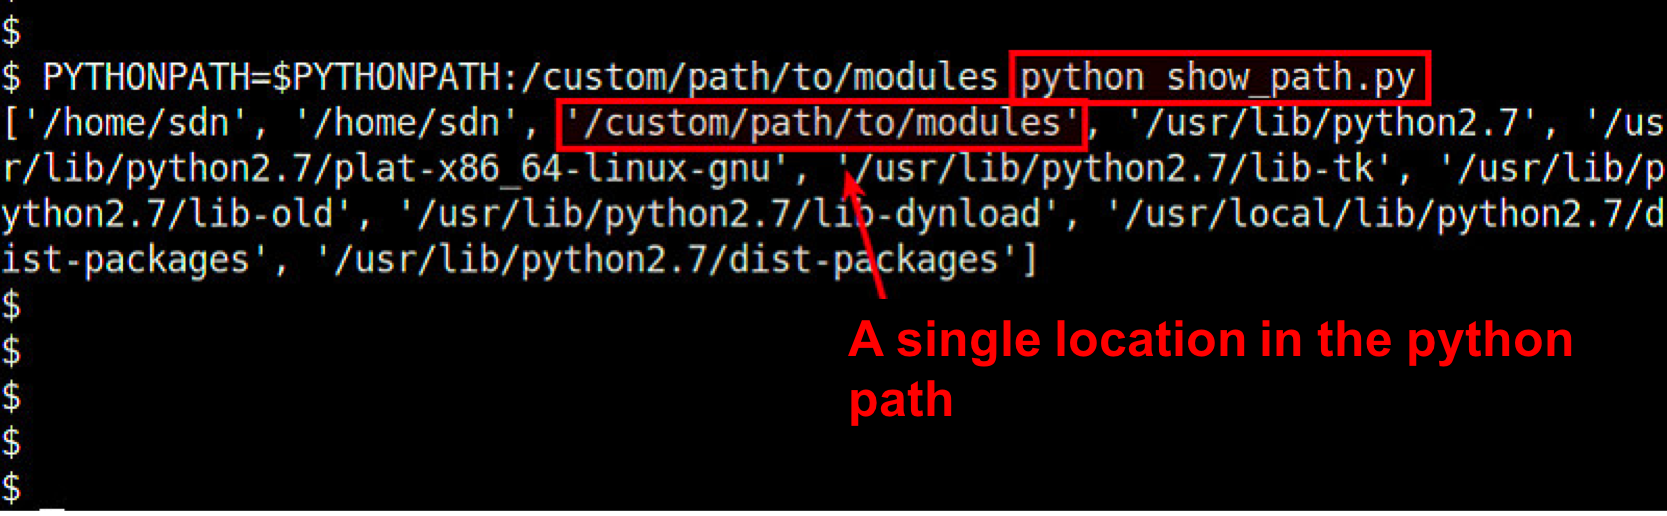 $
$ PYTHONPATH=$PYTHONPATH:/custom/path/to/modules python show_path.py
['/home/sdn', '/home/sdn', '/custom/path/to/modules', '/usr/lib/python2.7', '/us
r/lib/python2.7/plat-x86_64-linux-gnu', '/usr/lib/python2.7/lib-tk', '/usr/lib/p
ython2.7/lib-old', '/usr/lib/python2.7/lib-dynload', '/usr/local/lib/python2.7/d
ist-packages', '/usr/lib/python2.7/dist-packages']
$
A single location in the python
$
path
$
$
$